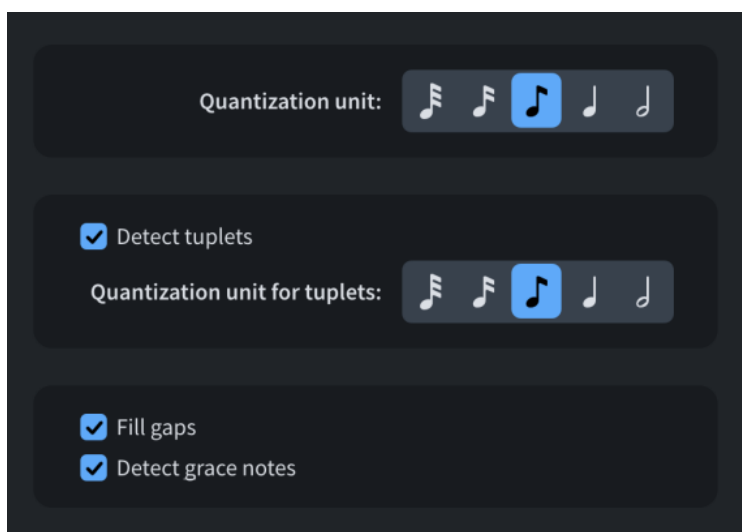 Quantization unit:
Detect tuplets
Quantization unit for tuplets:
Fill gaps
Detect grace notes